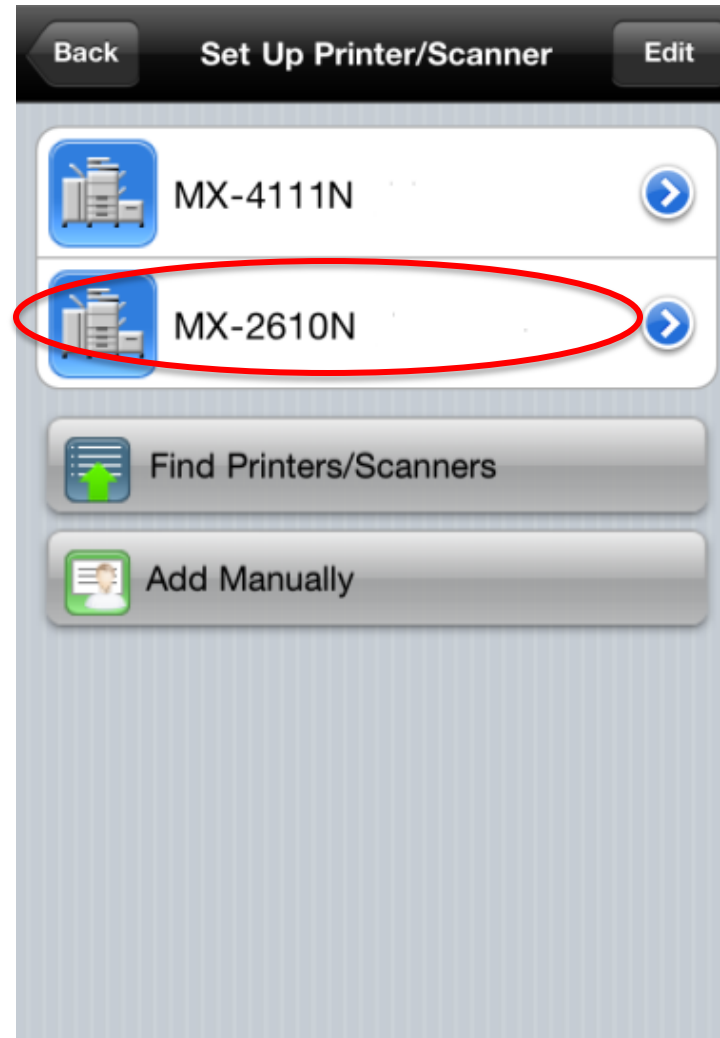 Back
Set Up Printer/Scanner
Edit
MX-4111N
MX-2610N
Find Printers/Scanners
Add Manually